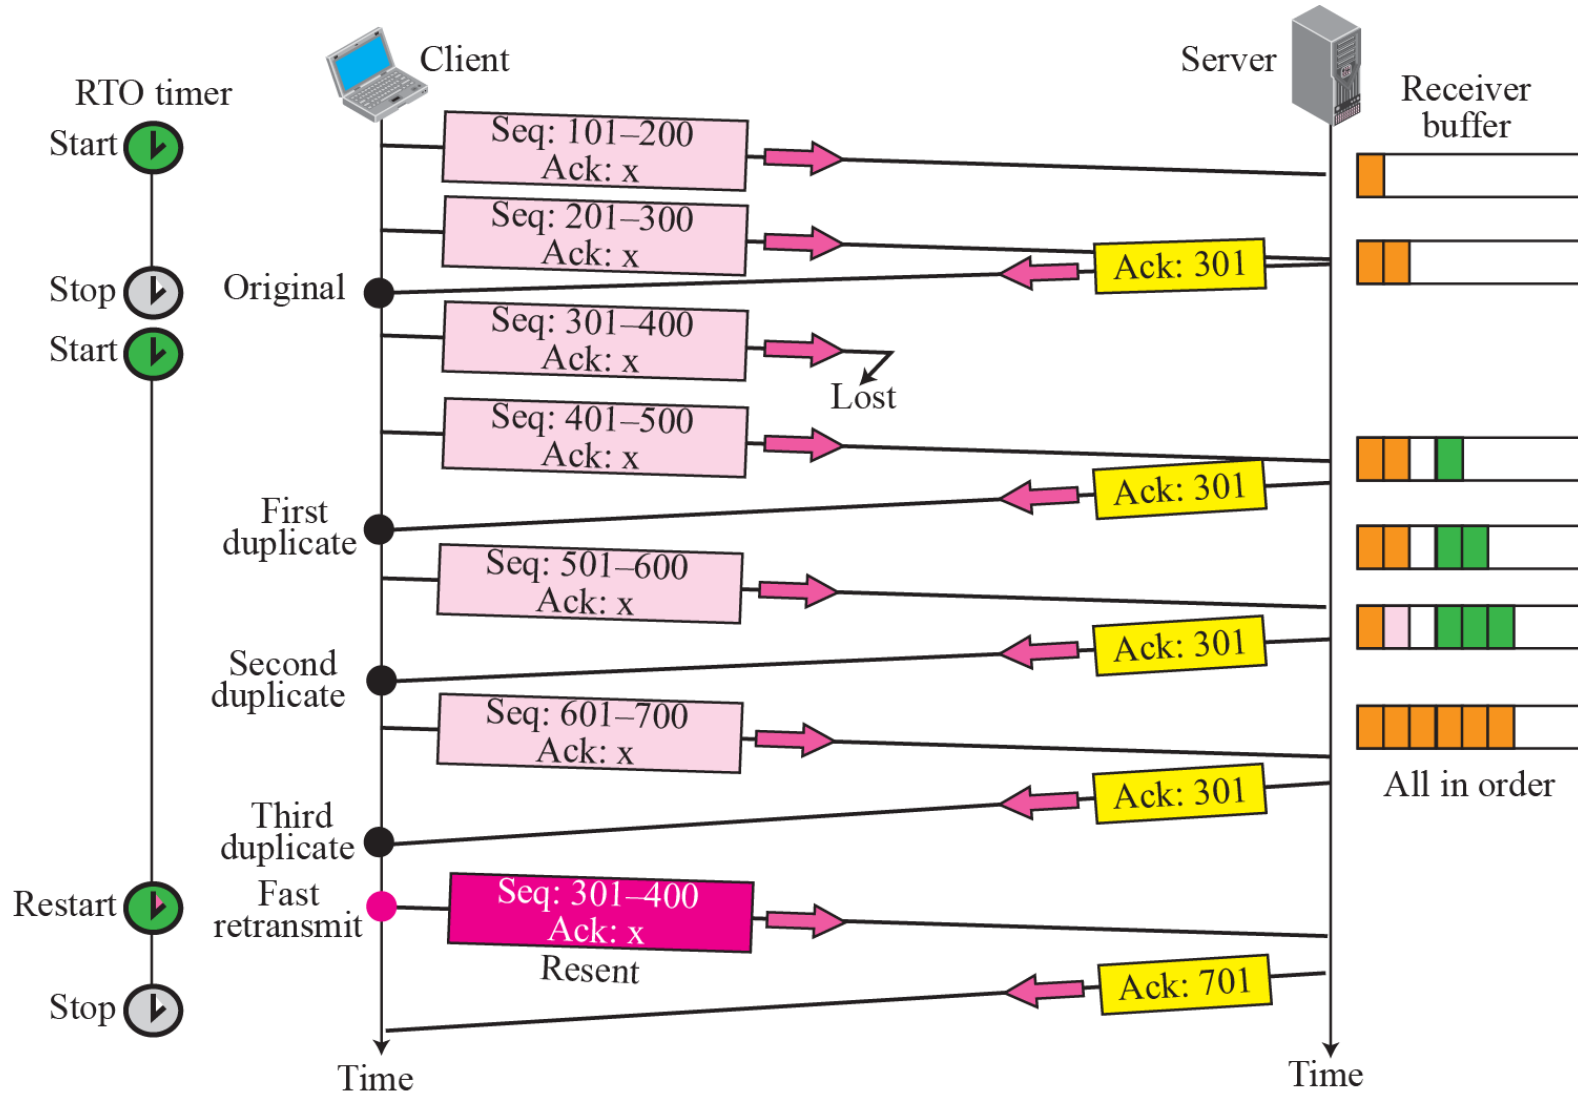 Client
Server
RTO timer
Receiver
buffer
Start
Seq: 101–200
Ack: x
Seq: 201–300
Ack: x
Ack: 301
Stop
Original
Start
Seq: 301–400
Ack: x
Lost
Seq: 401–500
Ack: x
Ack: 301
First
duplicate
Seq: 501–600
Ack: x
Ack: 301
Second
duplicate
Seq: 601–700
Ack: x
All in order
Ack: 301
Third
duplicate
Restart
Fast
retransmit
Seq: 301–400
Ack: x
Resent
Ack: 701
Stop
Time
Time